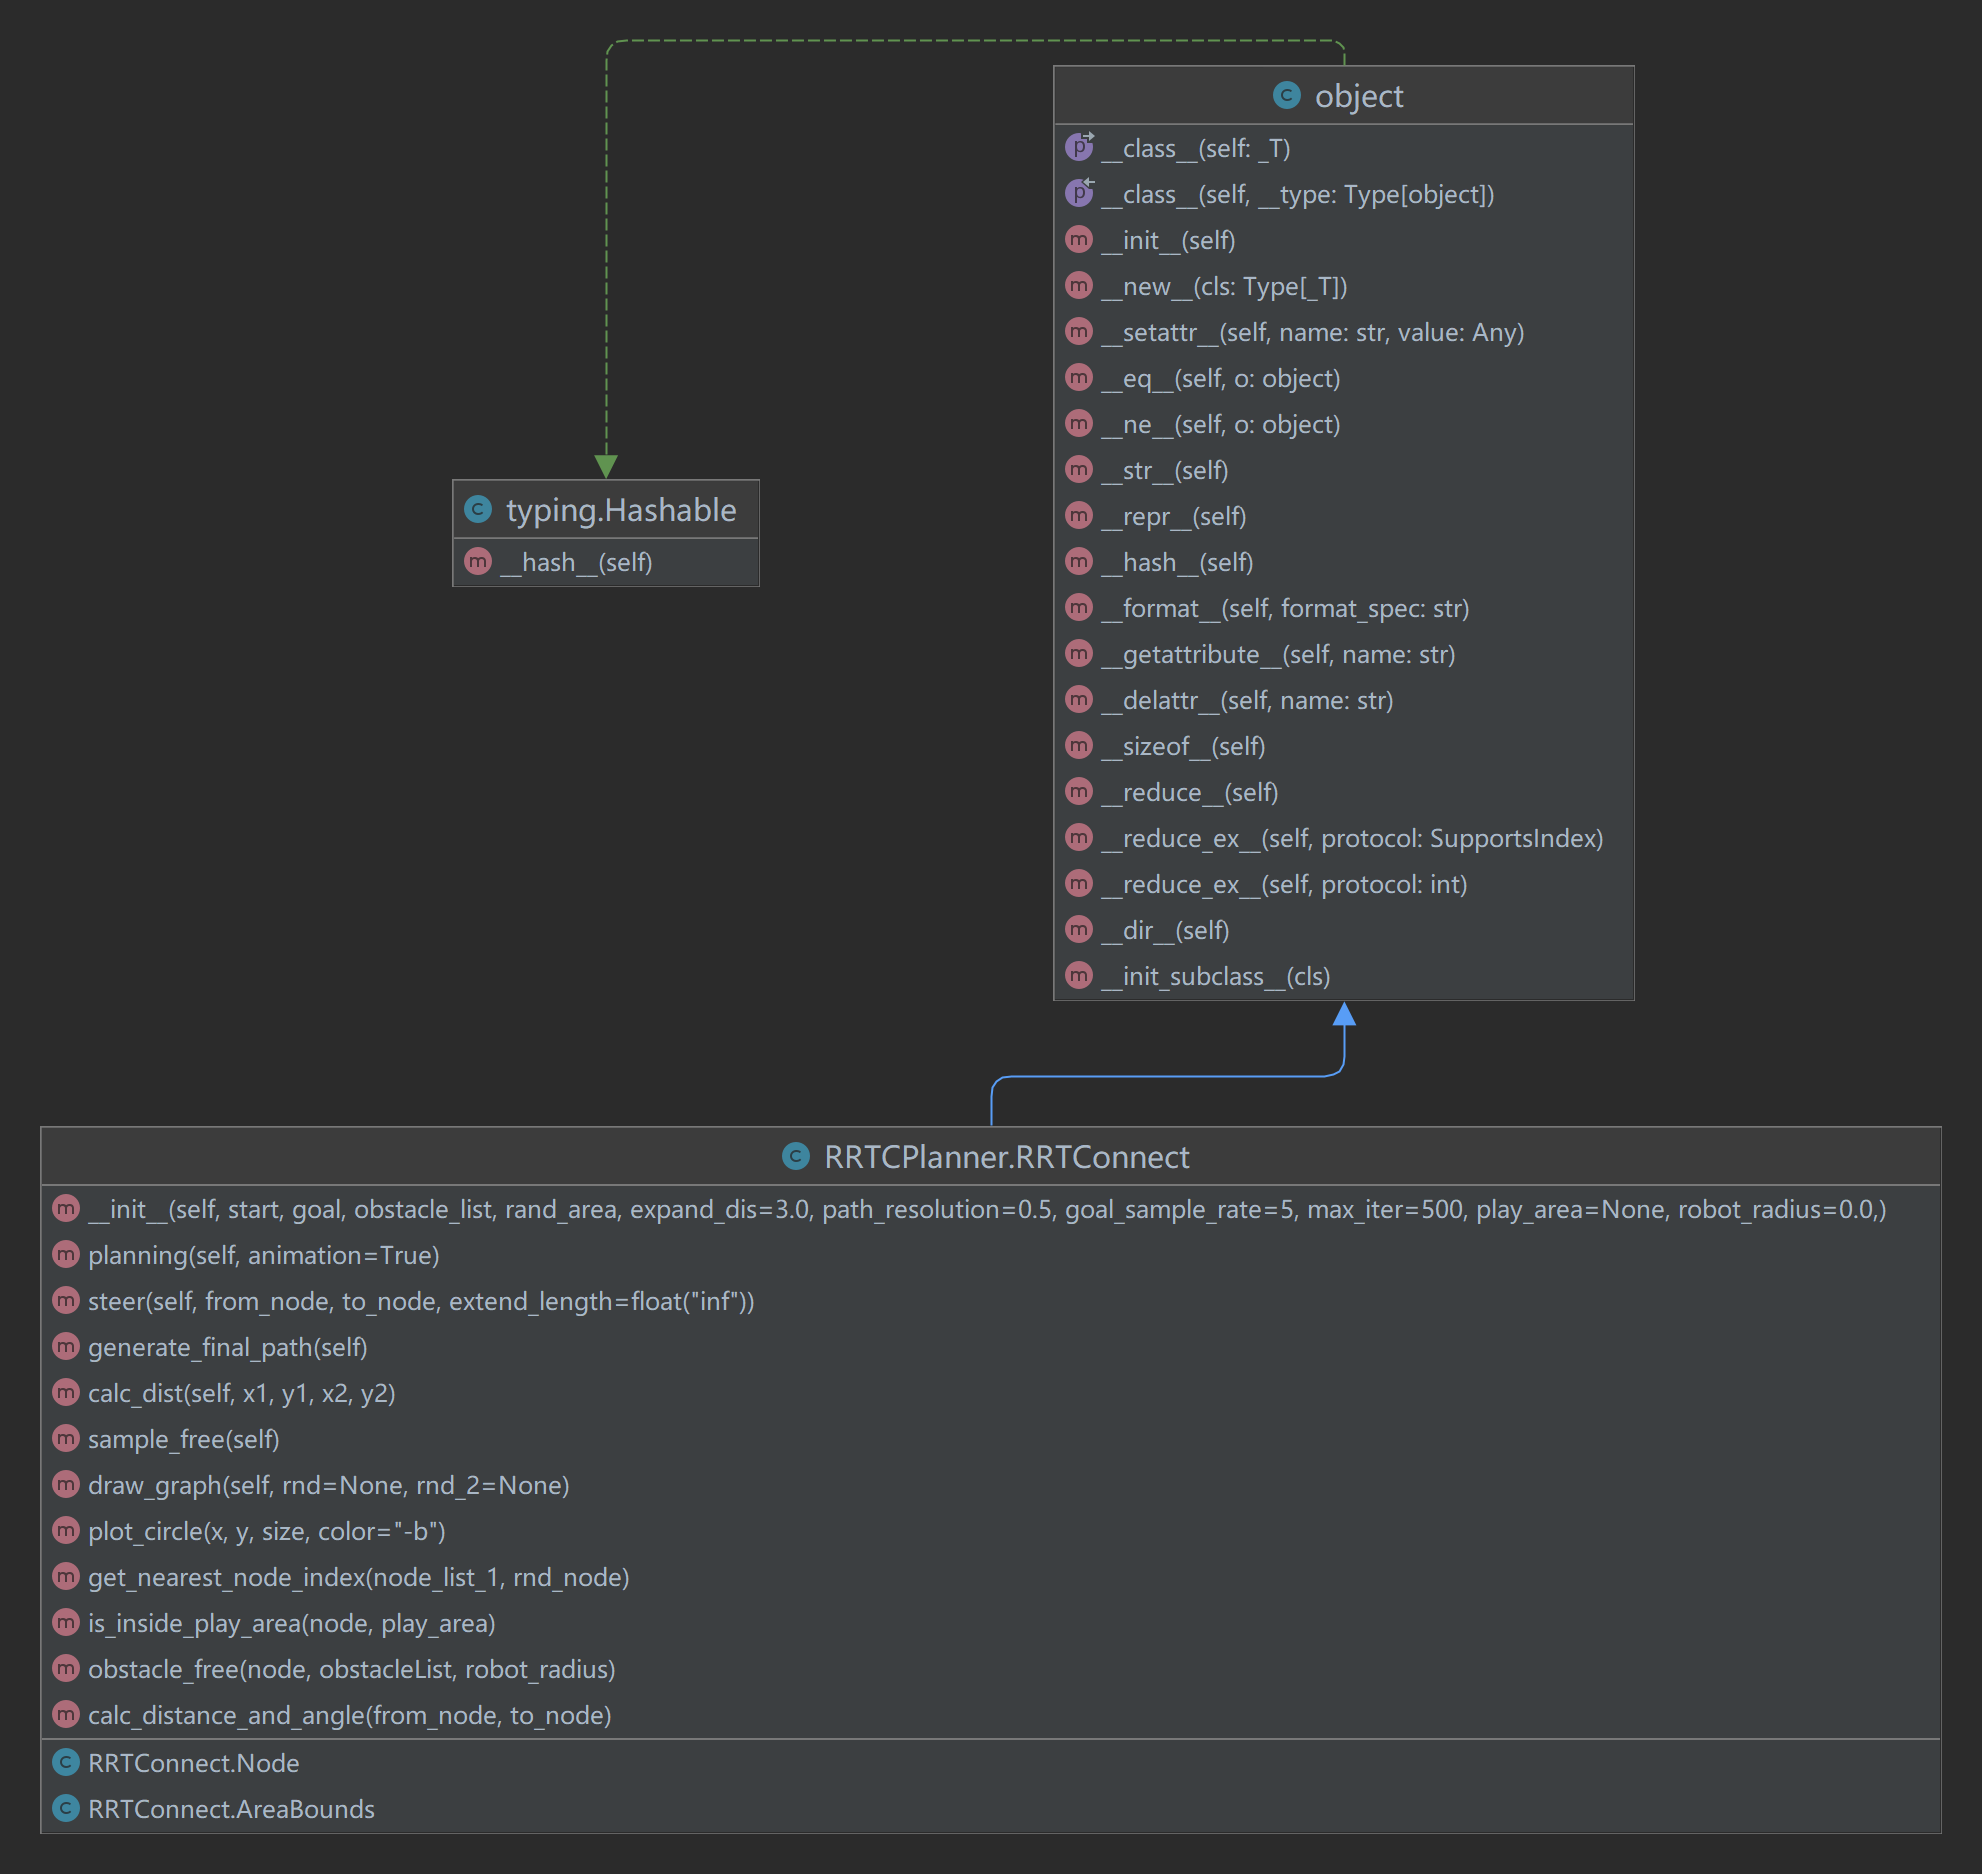 object
__class__(self: _T)
__class__(self, __type: Type[object])
__init__(self)
__new__(cls: Type[_T])
__setattr__(self, name: str, value: Any)
__eq__(self, o: object)
__ne__(self, o: object)
__str__(self)
__repr__(self)
__hash__(self)
__format__(self, format_spec: str)
__getattribute__(self, name: str)
__delattr__(self, name: str)
__sizeof__(self)
__reduce__(self)
__reduce_ex__(self, protocol: SupportsIndex)
__reduce_ex__(self, protocol: int)
__dir__(self)
__init_subclass__(cls)
typing.Hashable
__hash__(self)
RRTCPlanner.RRTConnect
__init__(self, start, goal, obstacle_list, rand_area, expand_dis=3.0, path_resolution=0.5, goal_sample_rate=5, max_iter=500, play_area=None, robot_radius=0.0,)
planning(self, animation=True)
steer(self, from_node, to_node, extend_length=float("inf"))
generate_final_path(self)
calc_dist(self, x1, y1, x2, y2)
sample_free(self)
draw_graph(self, rnd=None, rnd_2=None)
plot_circle(x, y, size, color="-b")
get_nearest_node_index(node_list_1, rnd_node)
is_inside_play_area(node, play_area)
obstacle_free(node, obstacleList, robot_radius)
calc_distance_and_angle(from_node, to_node)
RRTConnect.Node
RRTConnect.AreaBounds